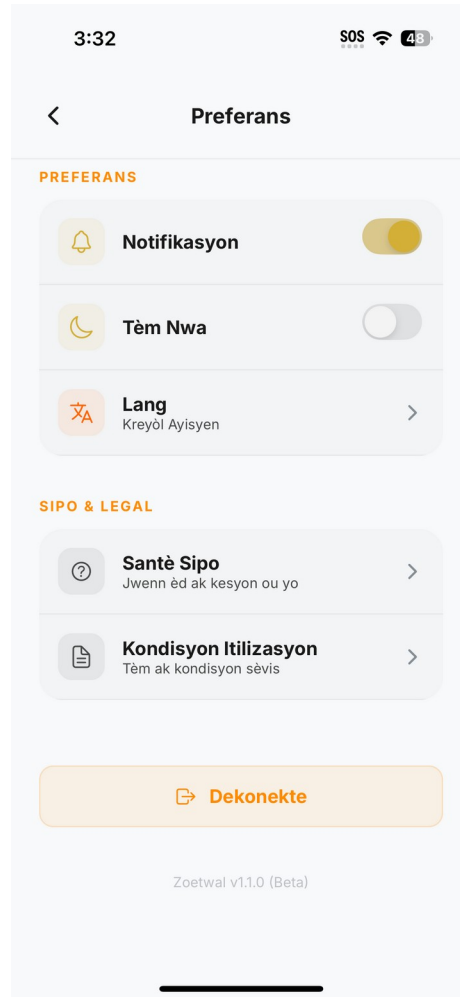 3:32
SOS
48
Preferans
PREFERANS
Notifikasyon
Tèm Nwa
Lang
Kreyòl Ayisyen
SIPO & LEGAL
Santè Sipo
Jwenn èd ak kesyon ou yo
Kondisyon Itilizasyon
Tèm ak kondisyon sèvis
Dekonekte
Zoetwal v1.1.0 (Beta)